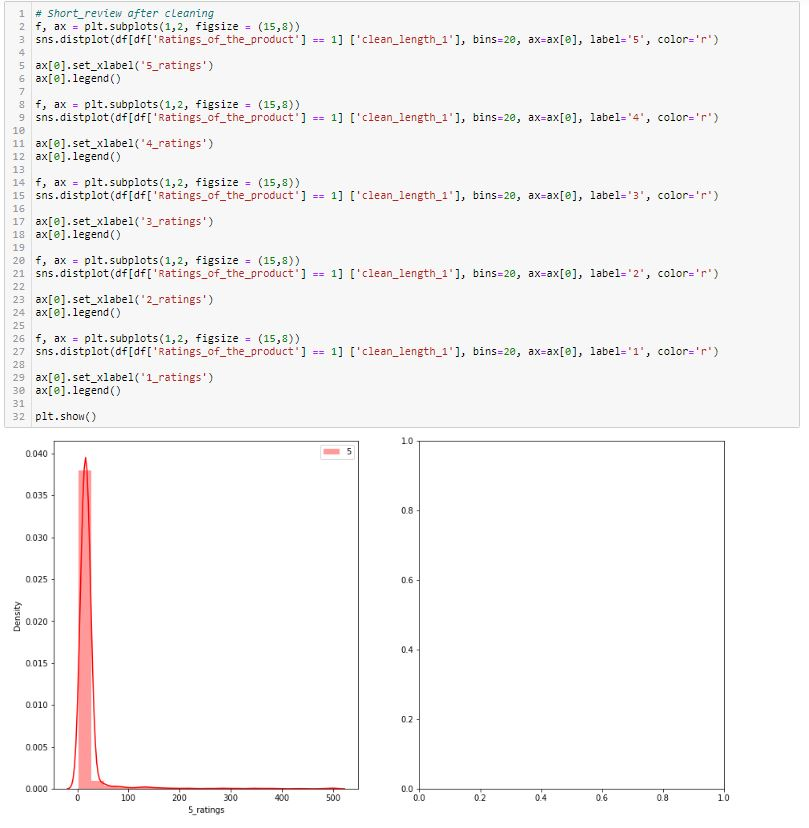 1 # Short_review after cleaning
2 f, ax = plt.subplots(1,2, figsize = (15,8))
3 sns.distplot(df[df['Ratings_of_the_product'] == 1] ['clean_length_1'], bins=20, ax=ax[0], label='5', color='r')
4
5 ax[0].set_xlabel('5_ratings')
6 ax[0].legend()
7
8 f, ax = plt.subplots(1,2, figsize = (15,8))
9 sns.distplot(df[df['Ratings_of_the_product'] == 1] ['clean_length_1'], bins=20, ax=ax[0], label='4', color='r')
10
11 ax[0].set_xlabel('4_ratings')
12 ax[0].legend()
13
14 f, ax = plt.subplots(1,2, figsize = (15,8))
15 sns.distplot(df[df['Ratings_of_the_product'] == 1] ['clean_length_1'], bins=20, ax=ax[0], label='3', color='r')
16
17 ax[0].set_xlabel('3_ratings')
18 ax[0].legend()
19
20 f, ax = plt.subplots(1,2, figsize = (15,8))
21 sns.distplot(df[df['Ratings_of_the_product'] == 1] ['clean_length_1'], bins=20, ax=ax[0], label='2', color='r')
22
23 ax[0].set_xlabel('2_ratings')
24 ax[0].legend()
25
26 f, ax = plt.subplots(1,2, figsize = (15,8))
27 sns.distplot(df[df['Ratings_of_the_product'] == 1] ['clean_length_1'], bins=20, ax=ax[0], label='1', color='r')
28
29 ax[0].set_xlabel('1_ratings')
30 ax[0].legend()
31
32 plt.show()
5
0.040
0.035
0.030
0.025
0.020
0.015
0.010
0.005
0.000
Density
0 100 200 300 400 500
5_ratings
1.0
0.8
0.6
0.4
0.2
0.0
0.0 0.2 0.4 0.6 0.8 1.0